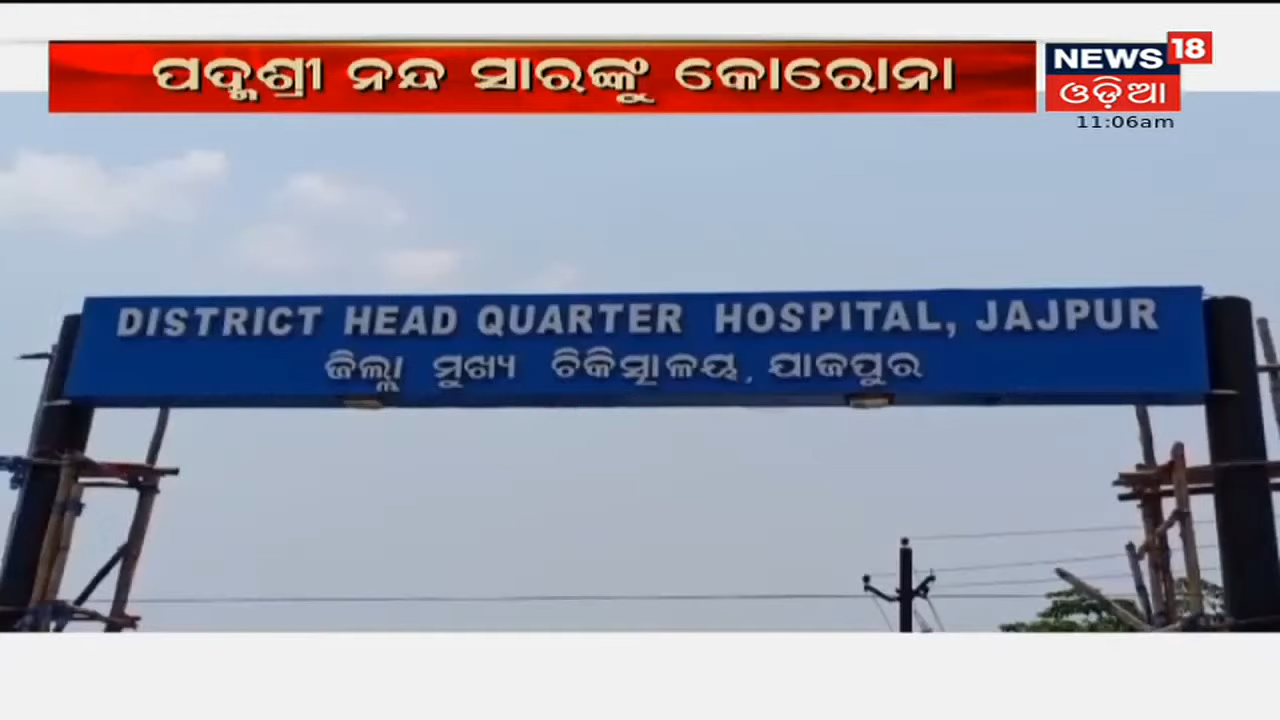 ପଦ୍ମଶ୍ରୀ ନନ୍ଦ ସାରଙ୍କୁ କୋରୋନା
NEWS 18
ଓଡ଼ିଆ
11:06am
DISTRICT HEAD QUARTER HOSPITAL, JAJPUR
ଜିଲ୍ଲା ମୁଖ୍ୟ ଚିକିତ୍ସାଳୟ, ଯାଜପୁର